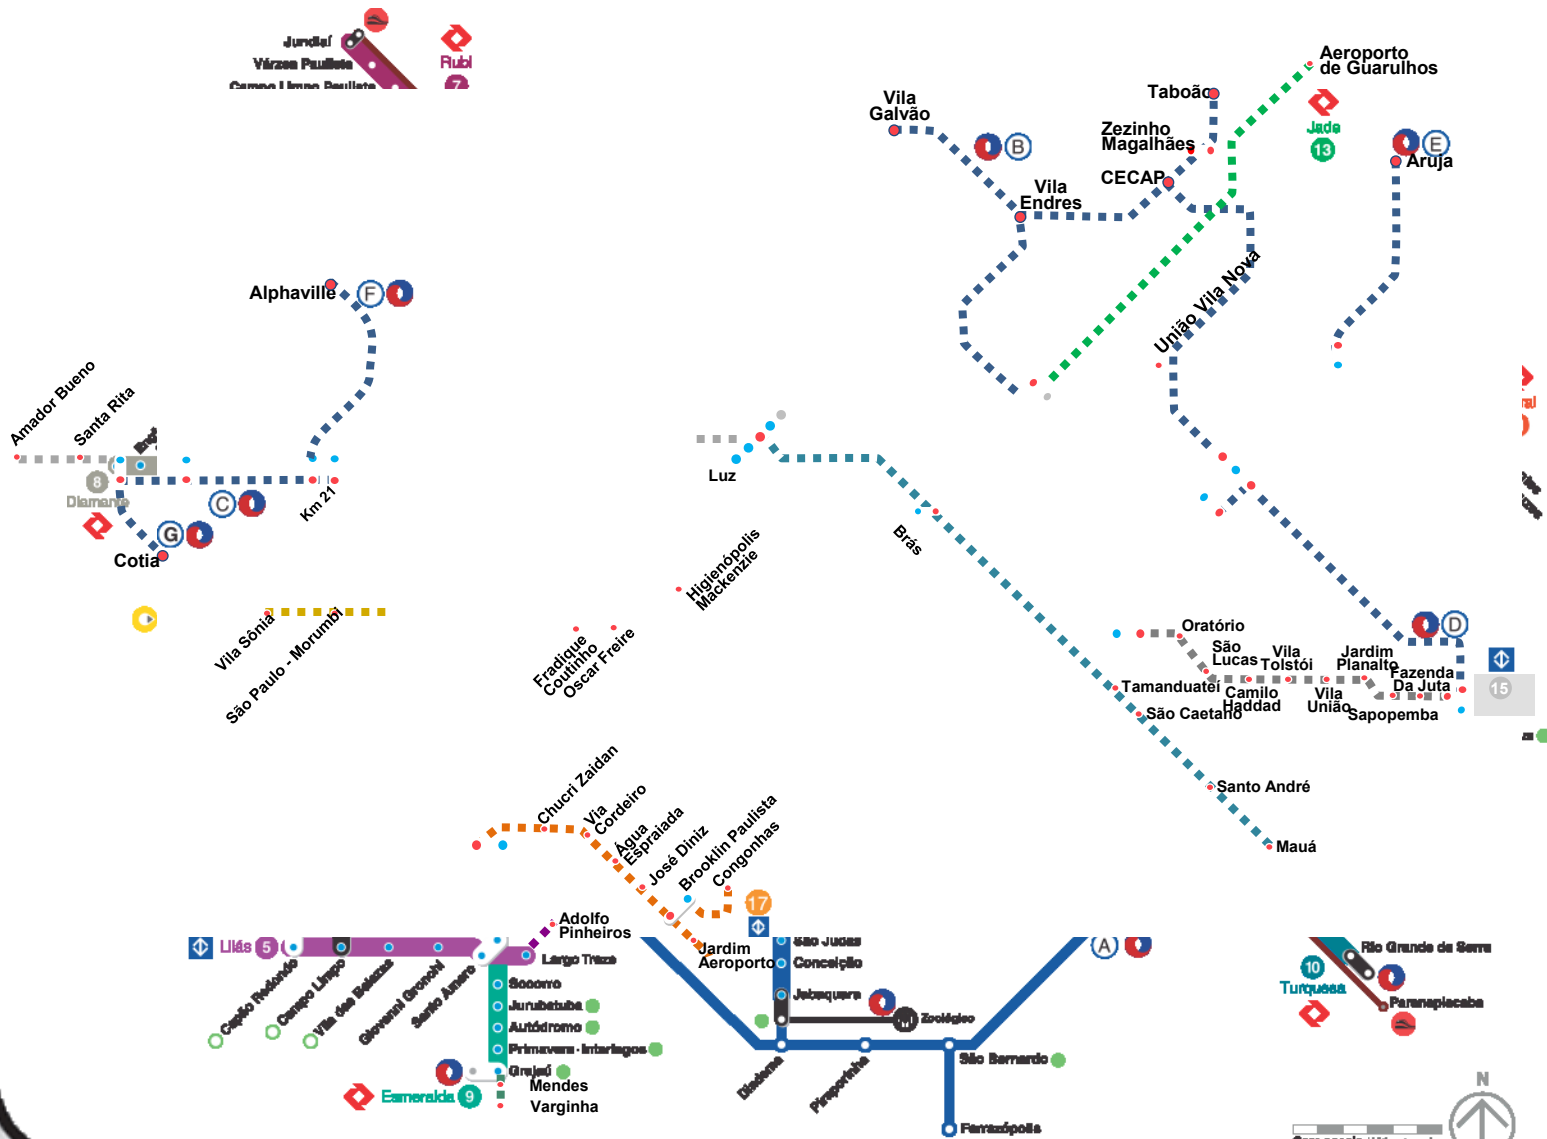 Jundiaí
Várzea Paulista
Campo Limpo Paulista
Rubi
7
Aeroporto
de Guarulhos
Jade
13
Taboão
Zezinho
Magalhães
CECAP
Vila
Galvão
B
Vila
Endres
E
Aruja
União Vila Nova
Alphaville
F
Amador Bueno
Santa Rita
8
Diamante
C
G
Km 21
Cotia
Luz
Brás
Higienópolis
Mackenzie
Vila Sônia
São Paulo - Morumbi
Fradique
Coutinho
Oscar Freire
D
Oratório
São
Lucas
Vila
Tolstói
Jardim
Planalto
Fazenda
Da Juta
Camilo
Haddad
Vila
União
Sapopemba
15
Tamanduateí
São Caetano
Santo André
Mauá
Chucri Zaidan
Via
Cordeiro
Água
Espraiada
José Diniz
Brooklin Paulista
Congonhas
17
Jardim
Aeroporto
Adolfo
Pinheiros
Lilás 5
Largo Treze
Capão Redondo
Campo Limpo
Vila das Belezas
Giovanni Gronchi
Santo Amaro
Socorro
Jurubatuba
Autódromo
Primavera - Interlagos
Grajaú
Mendes
Varginha
Esmeralda 9
São Judas
Conceição
Jabaquara
Zoológico
Diadema
Piraporinha
São Bernardo
Ferrazópolis
A
Rio Grande da Serra
10
Turquesa
Paranapiacaba
N